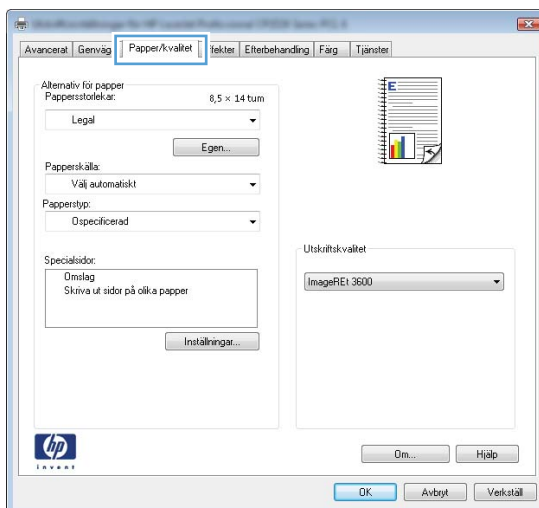 Avancerat Genväg Papper/kvalitet fekter Efterbehandling Färg Tjänster
Alternativ för papper
Pappersstorlekar: 8,5 × 14 tum
Legal
Egen...
Papperskälla:
Välj automatiskt
Papperstyp:
Ospecificerad
Specialsidor:
Omslag
Skriva ut sidor på olika papper
Inställningar...
E
Utskriftskvalitet
ImageREt 3600
hp
invent
Om... Hjälp
OK Avbryt Verkställ